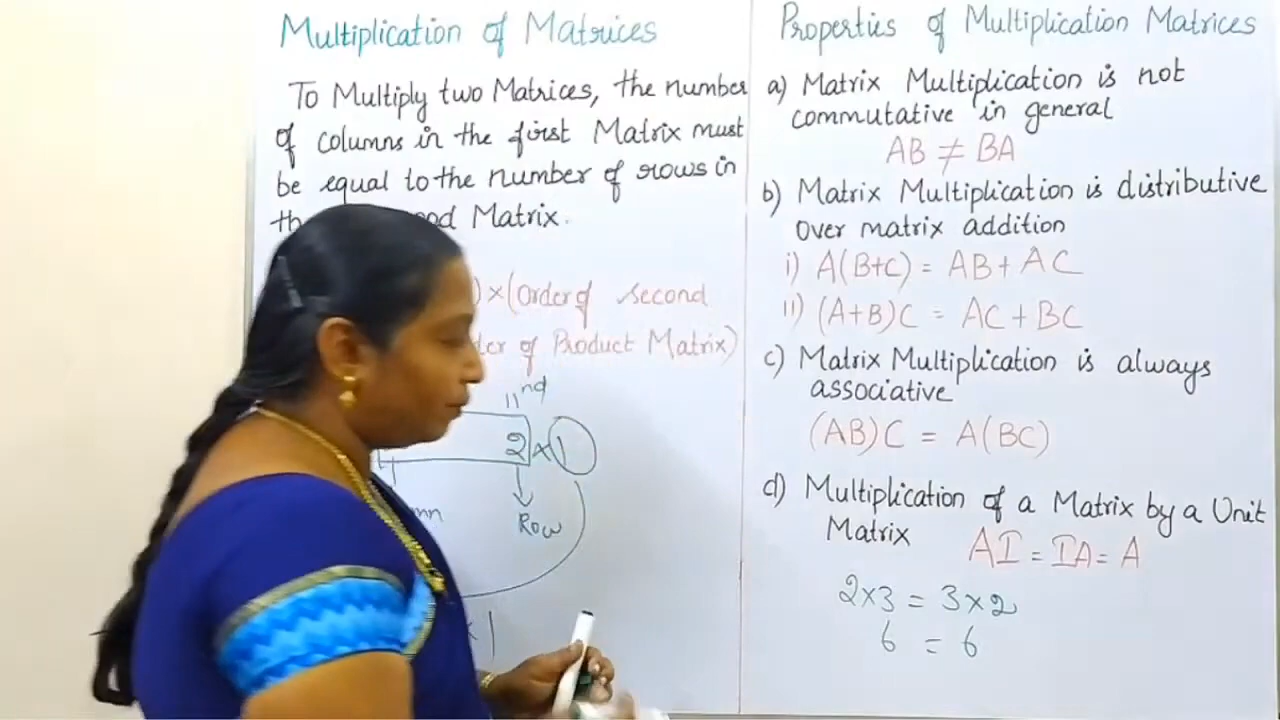 Multiplication of Matrices
To Multiply two Matrices, the number
of columns in the first Matrix must
be equal to the number of rows in
Matrix.
)×(Order of second
of Product Matrix)
IInd
2×1
Row
Properties of Multiplication Matrices
a) Matrix Multiplication is not
commutative in general
AB ≠ BA
b) Matrix Multiplication is distributive
over matrix addition
i) A(B+C) = AB+AC
ii) (A+B)C = AC+BC
c) Matrix Multiplication is always
associative
(AB)C = A(BC)
d) Multiplication of a Matrix by a Unit
Matrix AI = IA = A
2×3 = 3×2
6 = 6